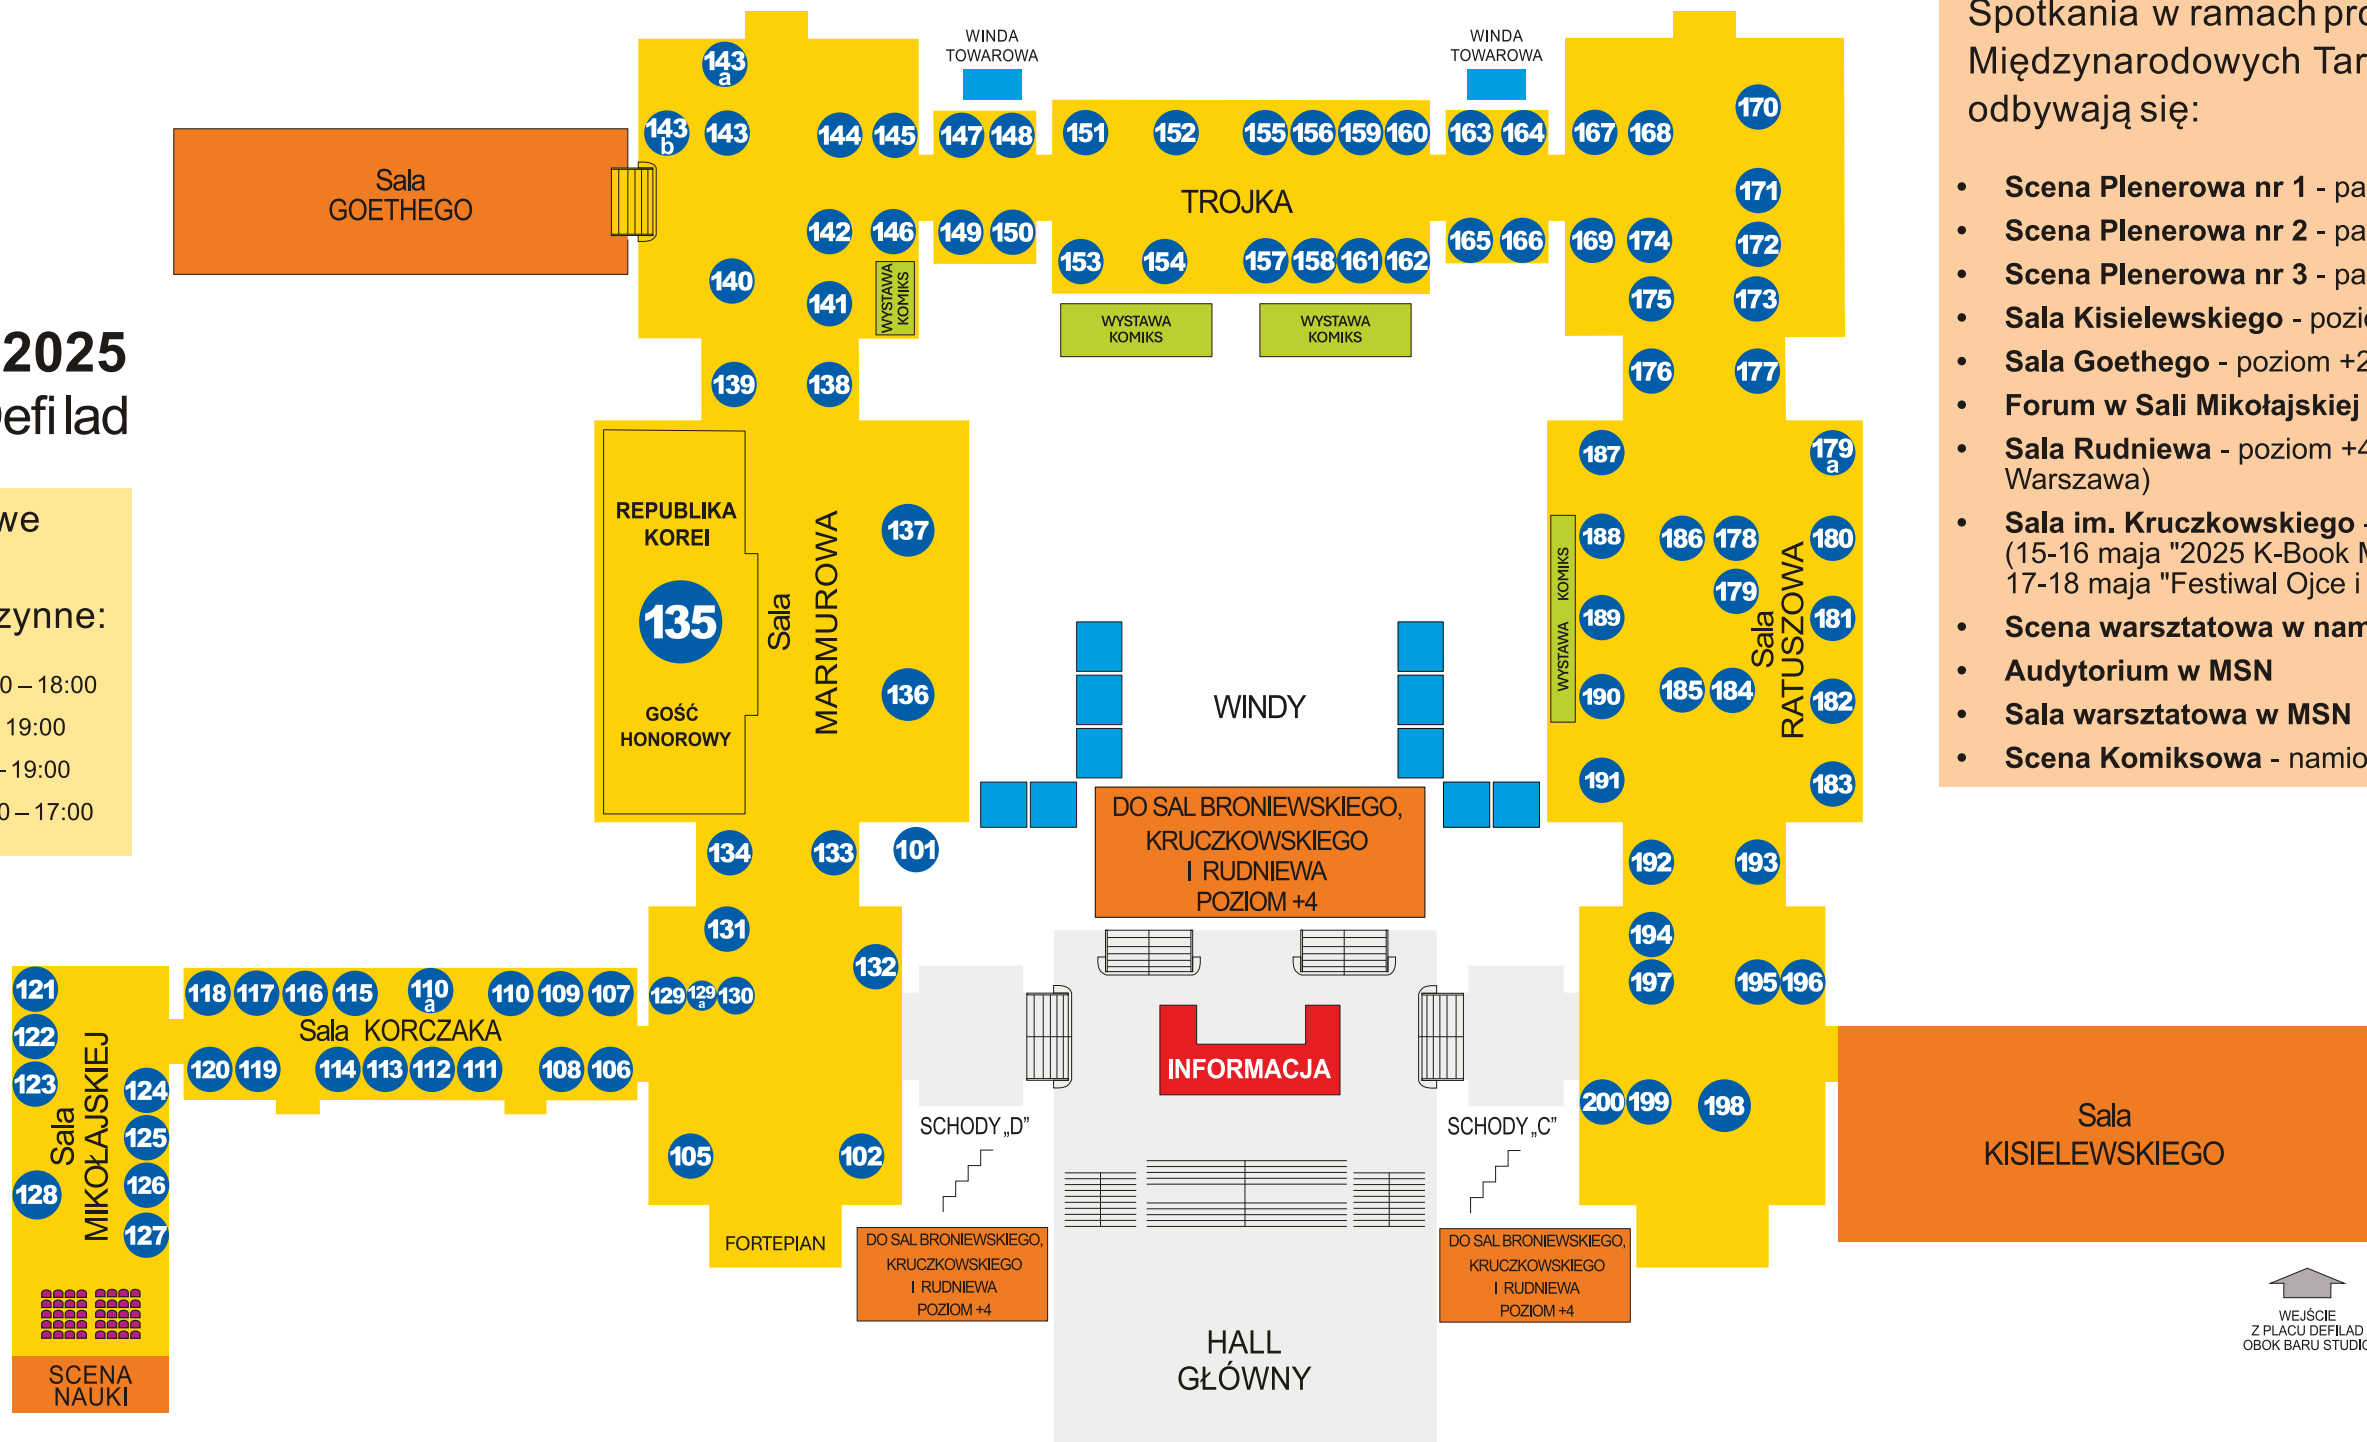 2025
Defilad
we
zynne:
0 – 18:00
19:00
– 19:00
0 – 17:00
Sala
GOETHEGO
143
a
143
b
143
144
145
142
146
140
141
WYSTAWA
KOMIKS
139
138
WINDA
TOWAROWA
147
148
149
150
151
152
155
156
159
160
TROJKA
153
154
157
158
161
162
WYSTAWA
KOMIKS
WYSTAWA
KOMIKS
WINDA
TOWAROWA
163
164
165
166
167
168
170
171
169
174
172
175
173
176
177
REPUBLIKA
KOREI
135
GOŚĆ
HONOROWY
Sala
MARMUROWA
137
136
134
133
101
131
132
129
129
a
130
105
102
FORTEPIAN
WINDY
DO SAL BRONIEWSKIEGO,
KRUCZKOWSKIEGO
I RUDNIEWA
POZIOM +4
187
179
a
188
186
178
180
179
189
181
Sala
RATUSZOWA
WYSTAWA KOMIKS
190
185
184
182
191
183
192
193
194
197
195
196
200
199
198
Sala
KISIELEWSKIEGO
121
122
123
124
125
126
127
128
Sala
MIKOŁAJSKIEJ
SCENA
NAUKI
118
117
116
115
110
a
110
109
107
Sala KORCZAKA
120
119
114
113
112
111
108
106
INFORMACJA
SCHODY „D”
SCHODY „C”
DO SAL BRONIEWSKIEGO,
KRUCZKOWSKIEGO
I RUDNIEWA
POZIOM +4
DO SAL BRONIEWSKIEGO,
KRUCZKOWSKIEGO
I RUDNIEWA
POZIOM +4
HALL
GŁÓWNY
WEJŚCIE
Z PLACU DEFILAD
OBOK BARU STUDIO
Spotkania w ramach pro
Międzynarodowych Tar
odbywają się:
• Scena Plenerowa nr 1 - pa
• Scena Plenerowa nr 2 - pa
• Scena Plenerowa nr 3 - pa
• Sala Kisielewskiego - pozio
• Sala Goethego - poziom +2
• Forum w Sali Mikołajskiej
• Sala Rudniewa - poziom +4
Warszawa)
• Sala im. Kruczkowskiego -
(15-16 maja "2025 K-Book M
17-18 maja "Festiwal Ojce i
• Scena warsztatowa w nam
• Audytorium w MSN
• Sala warsztatowa w MSN
• Scena Komiksowa - namio